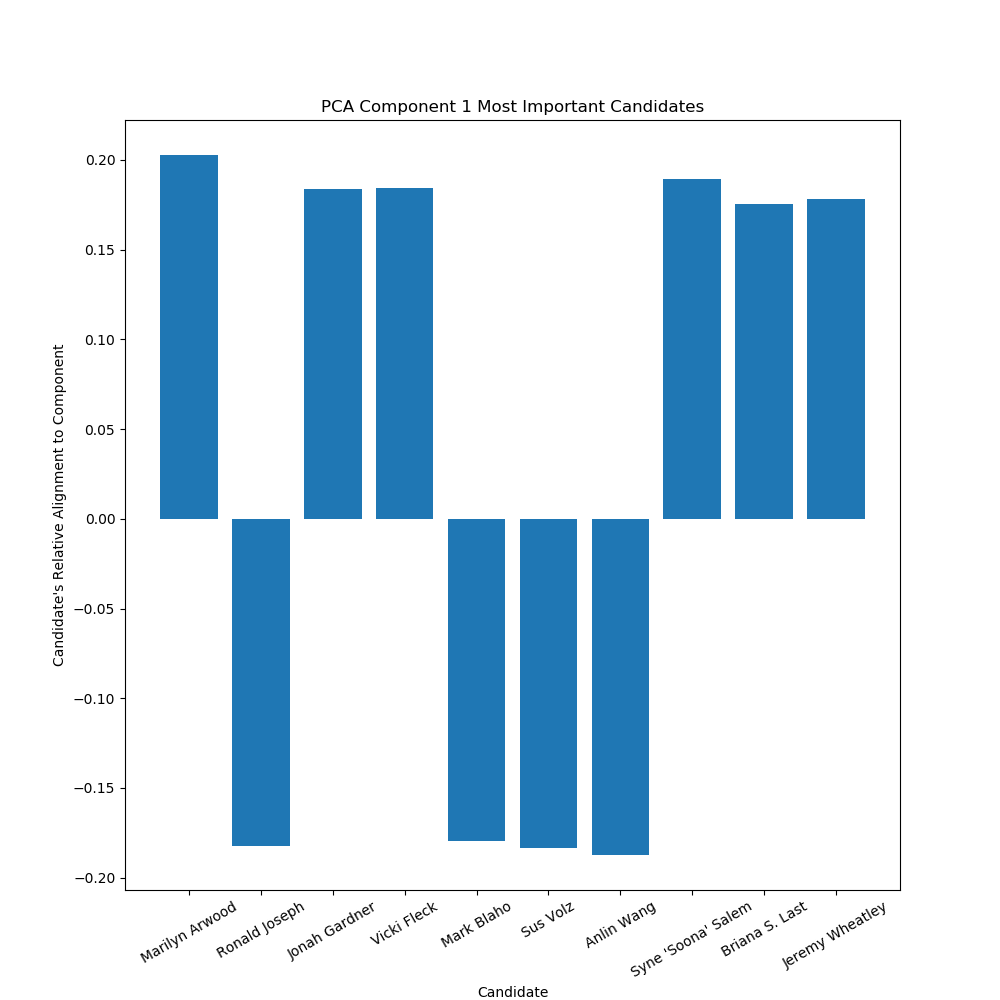 PCA Component 1 Most Important Candidates
Candidate's Relative Alignment to Component
0.20
0.15
0.10
0.05
0.00
−0.05
−0.10
−0.15
−0.20
Marilyn Arwood
Ronald Joseph
Jonah Gardner
Vicki Fleck
Mark Blaho
Sus Volz
Anlin Wang
Syne 'Soona' Salem
Briana S. Last
Jeremy Wheatley
Candidate